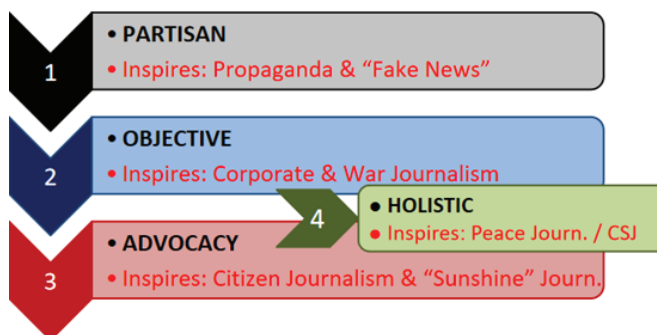 1
• PARTISAN
• Inspires: Propaganda & “Fake News”
2
• OBJECTIVE
• Inspires: Corporate & War Journalism
3
• ADVOCACY
• Inspires: Citizen Journalism & “Sunshine” Journ.
4
• HOLISTIC
• Inspires: Peace Journ. / CSJ